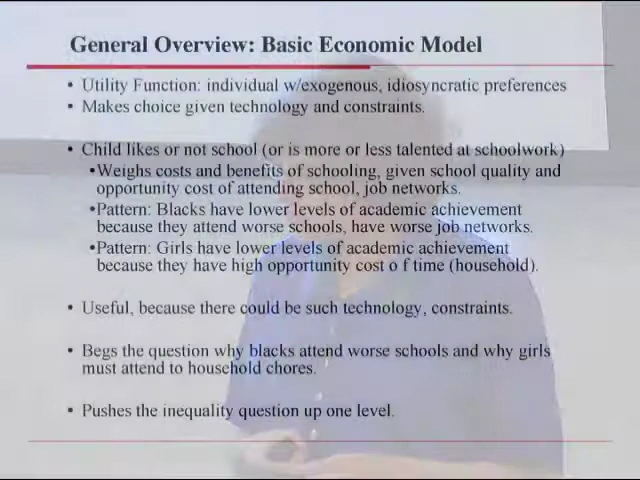 General Overview: Basic Economic Model
• Utility Function: individual w/exogenous, idiosyncratic preferences
• Makes choice given technology and constraints.
• Child likes or not school (or is more or less talented at schoolwork)
•Weighs costs and benefits of schooling, given school quality and
opportunity cost of attending school, job networks.
•Pattern: Blacks have lower levels of academic achievement
because they attend worse schools, have worse job networks.
•Pattern: Girls have lower levels of academic achievement
because they have high opportunity cost o f time (household).
• Useful, because there could be such technology, constraints.
• Begs the question why blacks attend worse schools and why girls
must attend to household chores.
• Pushes the inequality question up one level.